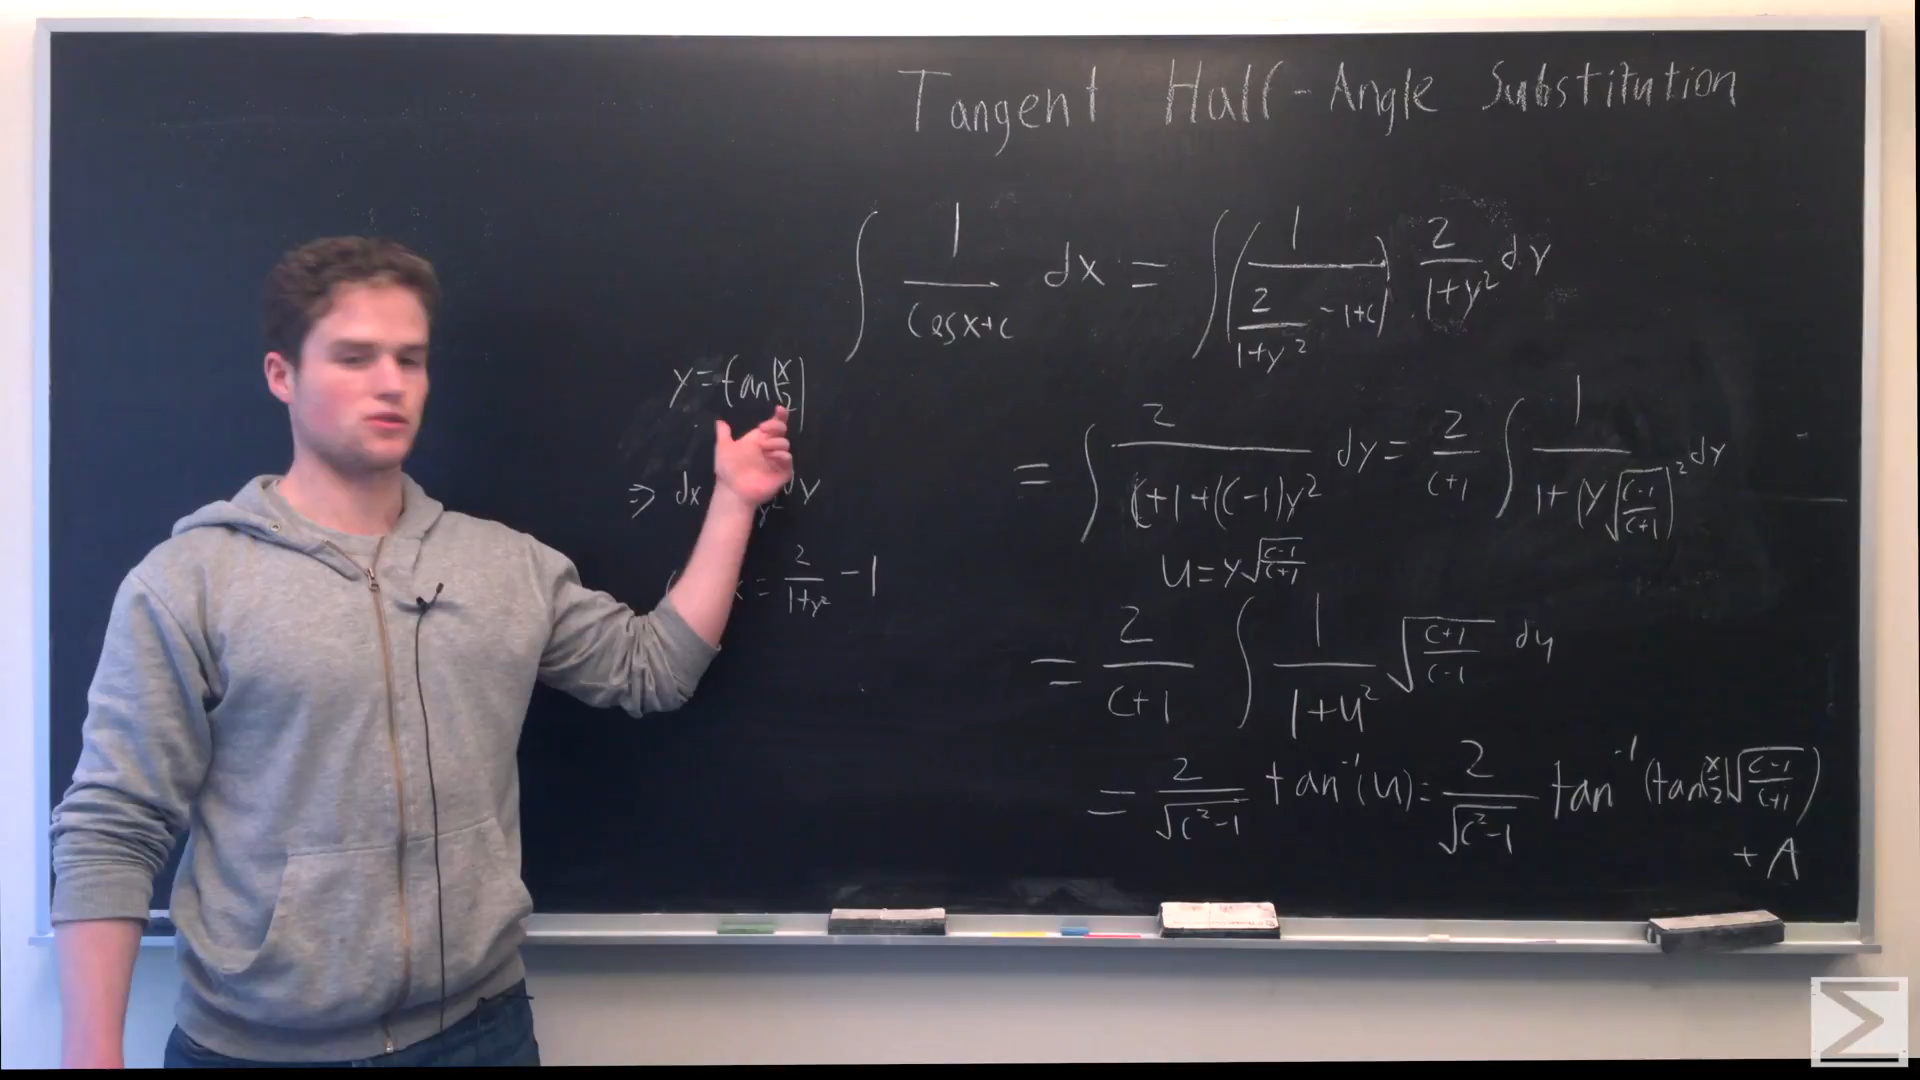 Tangent Half-Angle Substitution
∫ 1/(cos x+c) dx = ∫ (1/(2/(1+y²) -1+c)) · 2/(1+y²) dy
y = tan(x/2)
⇒ dx y² dy
x = 2/(1+y²) - 1
= ∫ 2/(c+1+(c-1)y²) dy = 2/(c+1) ∫ 1/(1+(y√((c-1)/(c+1)))²) dy
u = y√((c-1)/(c+1))
= 2/(c+1) ∫ 1/(1+u²) √((c+1)/(c-1)) du
= 2/√(c²-1) tan⁻¹(u) = 2/√(c²-1) tan⁻¹(tan(x/2)√((c-1)/(c+1)))
+ A
Σ